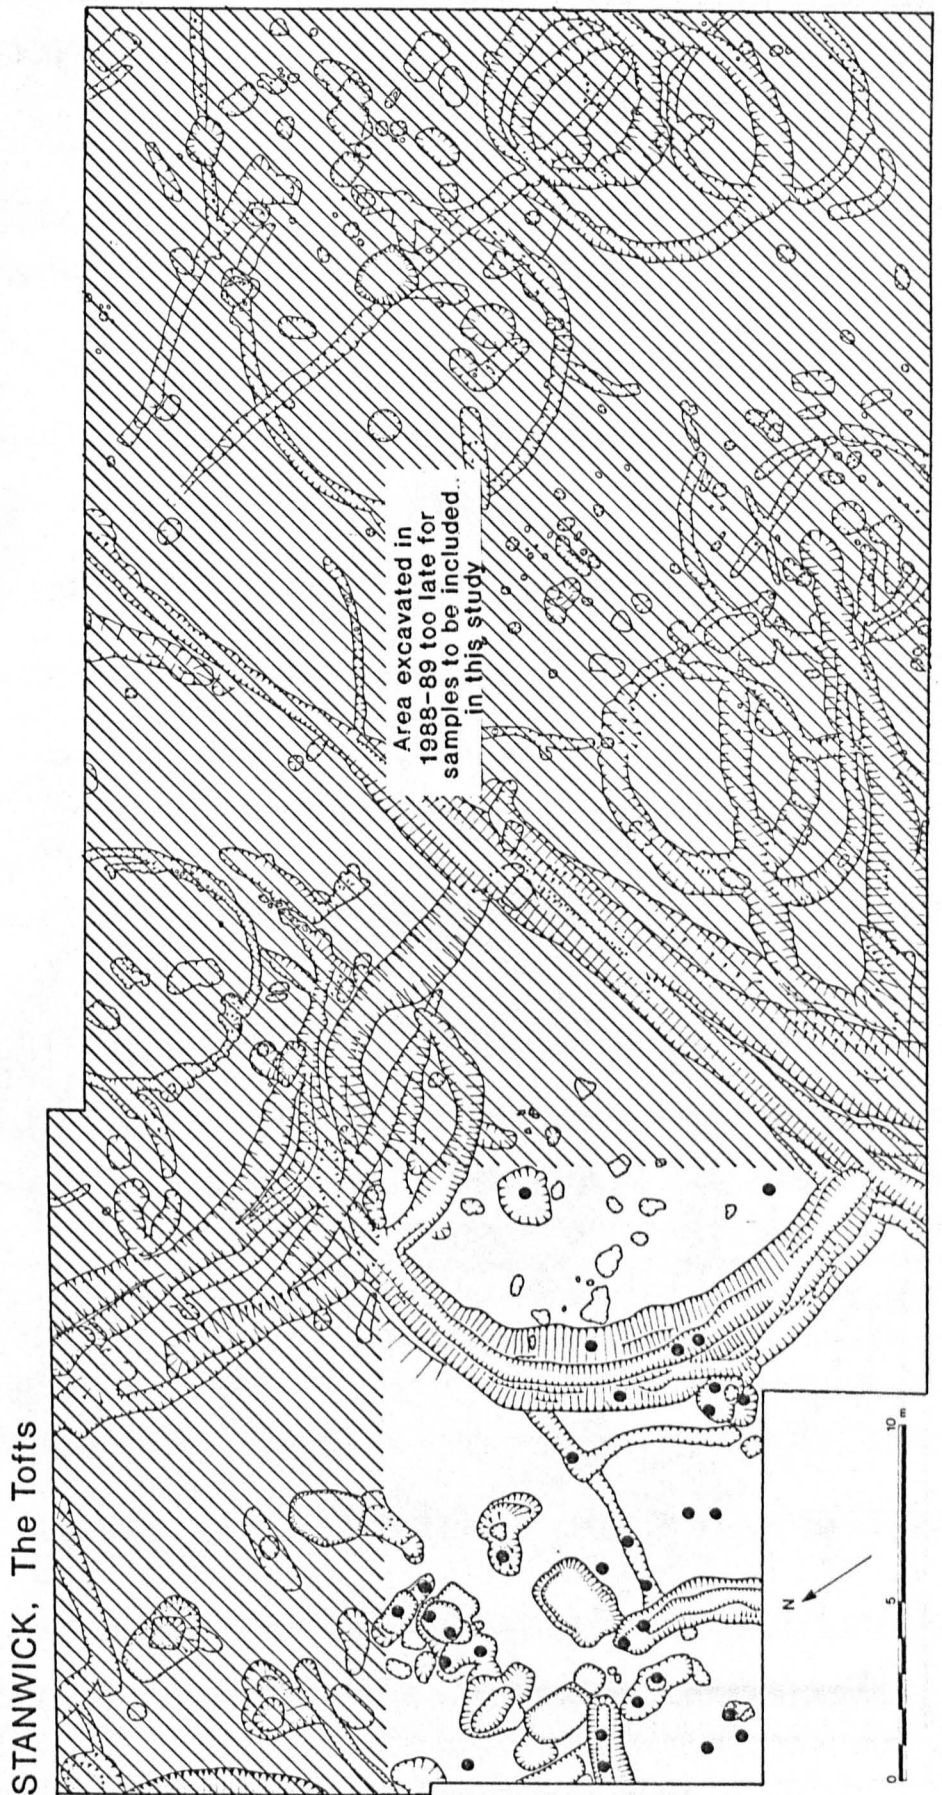 STANWICK, The Tofts
Area excavated in
1988-89 too late for
samples to be included..
in this study
N
0 5 10 m